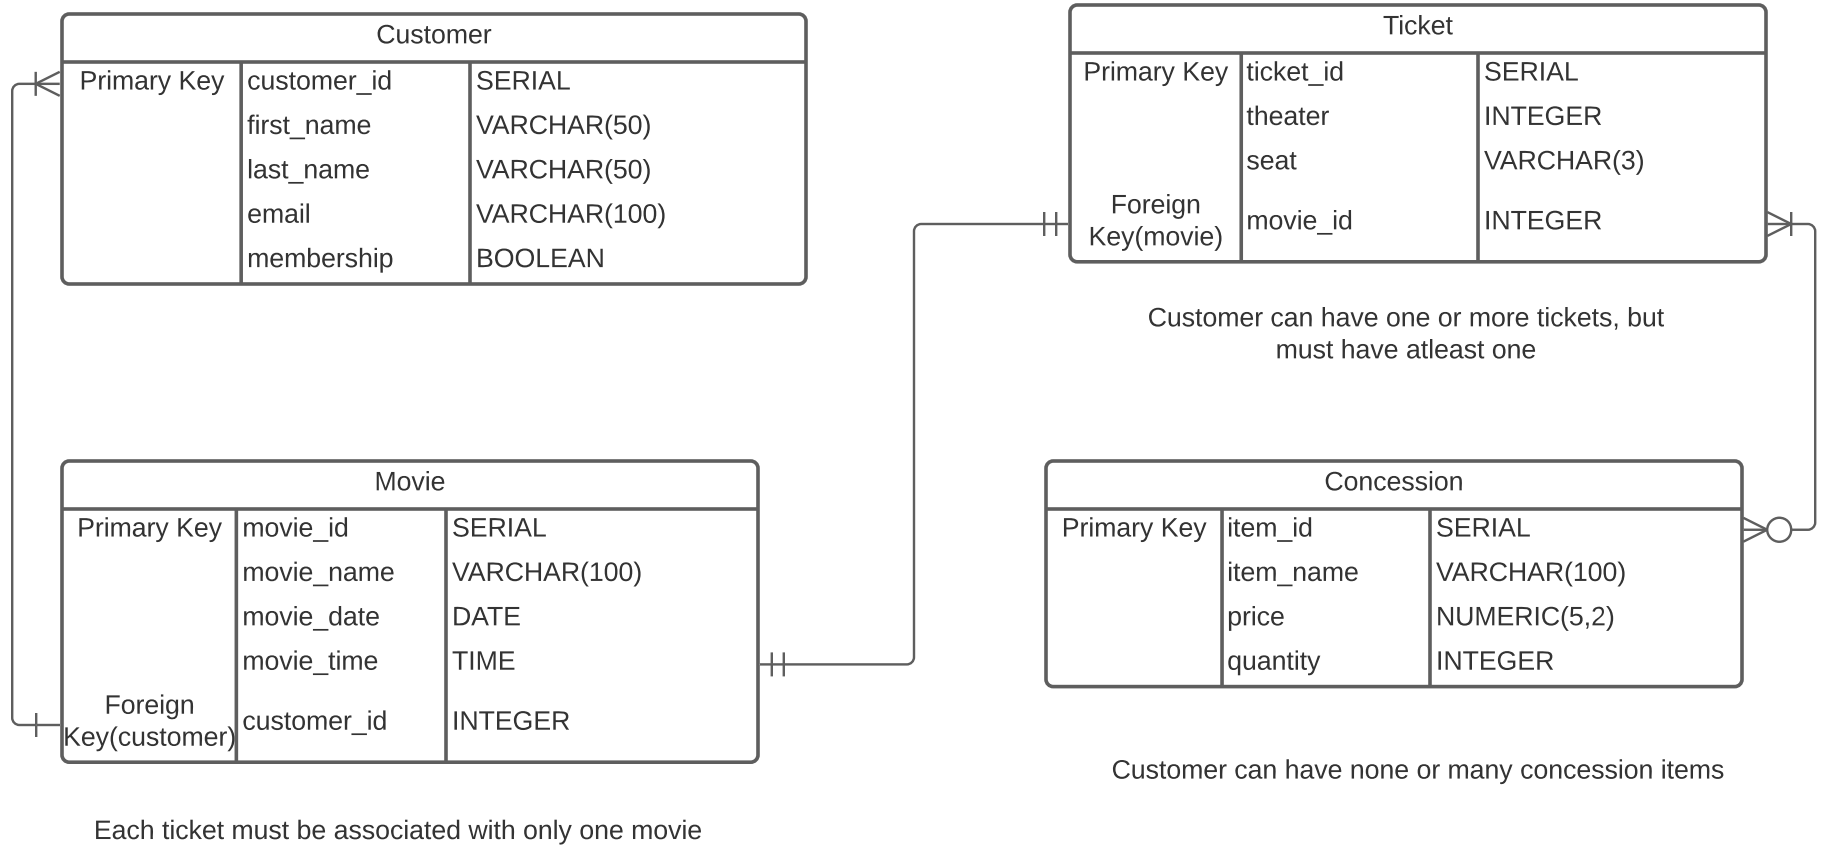 Customer
Primary Key customer_id SERIAL
first_name VARCHAR(50)
last_name VARCHAR(50)
email VARCHAR(100)
membership BOOLEAN
Ticket
Primary Key ticket_id SERIAL
theater INTEGER
seat VARCHAR(3)
Foreign
Key(movie) movie_id INTEGER
Customer can have one or more tickets, but
must have atleast one
Movie
Primary Key movie_id SERIAL
movie_name VARCHAR(100)
movie_date DATE
movie_time TIME
Foreign
Key(customer) customer_id INTEGER
Each ticket must be associated with only one movie
Concession
Primary Key item_id SERIAL
item_name VARCHAR(100)
price NUMERIC(5,2)
quantity INTEGER
Customer can have none or many concession items